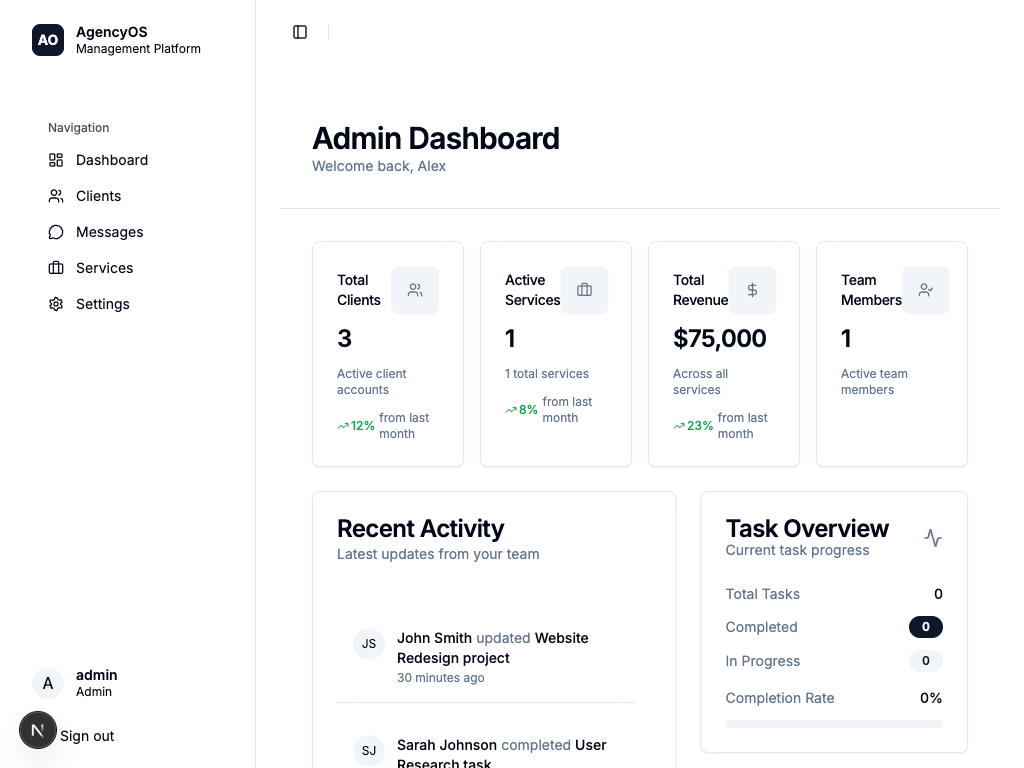 AO
AgencyOS
Management Platform
Navigation
Dashboard
Clients
Messages
Services
Settings
A
admin
Admin
N
Sign out
Admin Dashboard
Welcome back, Alex
Total
Clients
3
Active client
accounts
12%
from last
month
Active
Services
1
1 total services
8%
from last
month
Total
Revenue
$75,000
Across all
services
23%
from last
month
Team
Members
1
Active team
members
Recent Activity
Latest updates from your team
JS
John Smith updated Website
Redesign project
30 minutes ago
SJ
Sarah Johnson completed User
Research task
Task Overview
Current task progress
Total Tasks 0
Completed 0
In Progress 0
Completion Rate 0%